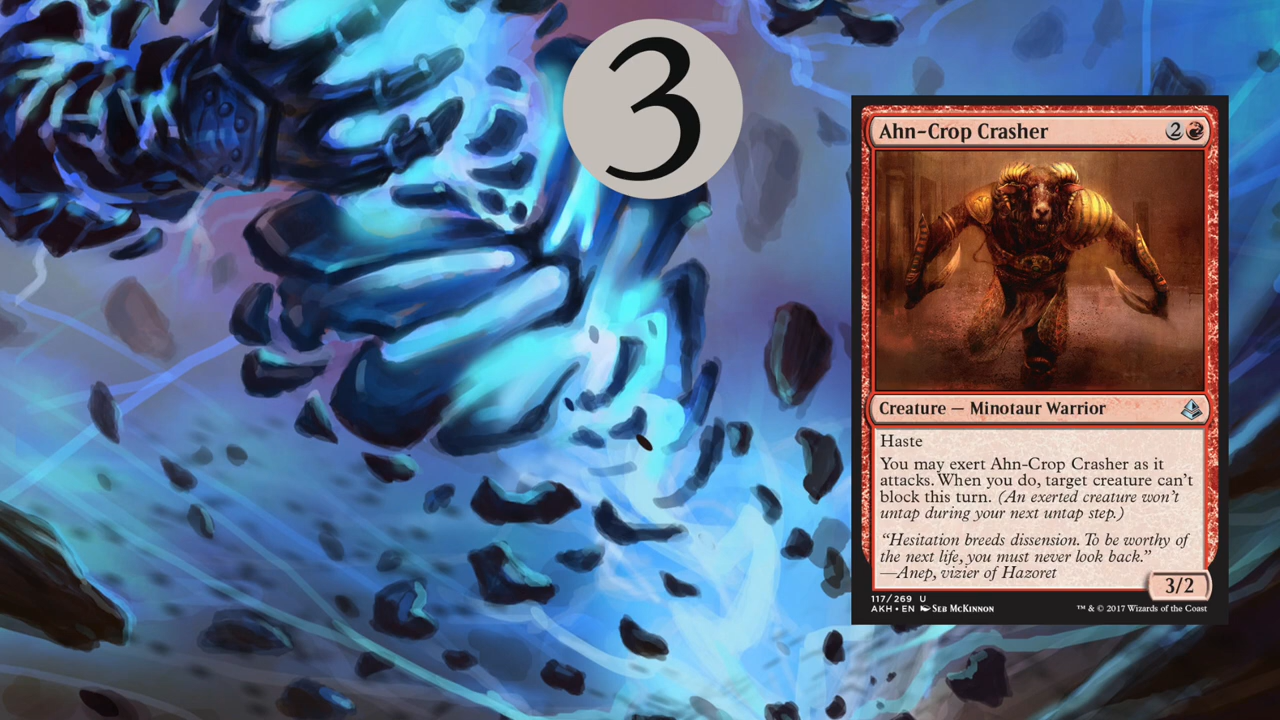 3
Ahn-Crop Crasher 2
Creature — Minotaur Warrior
Haste
You may exert Ahn-Crop Crasher as it
attacks. When you do, target creature can't
block this turn. (An exerted creature won't
untap during your next untap step.)
“Hesitation breeds dissension. To be worthy of
the next life, you must never look back.”
—Anep, vizier of Hazoret
3/2
117/269 U
AKH • EN Seb McKinnon
™ & © 2017 Wizards of the Coast